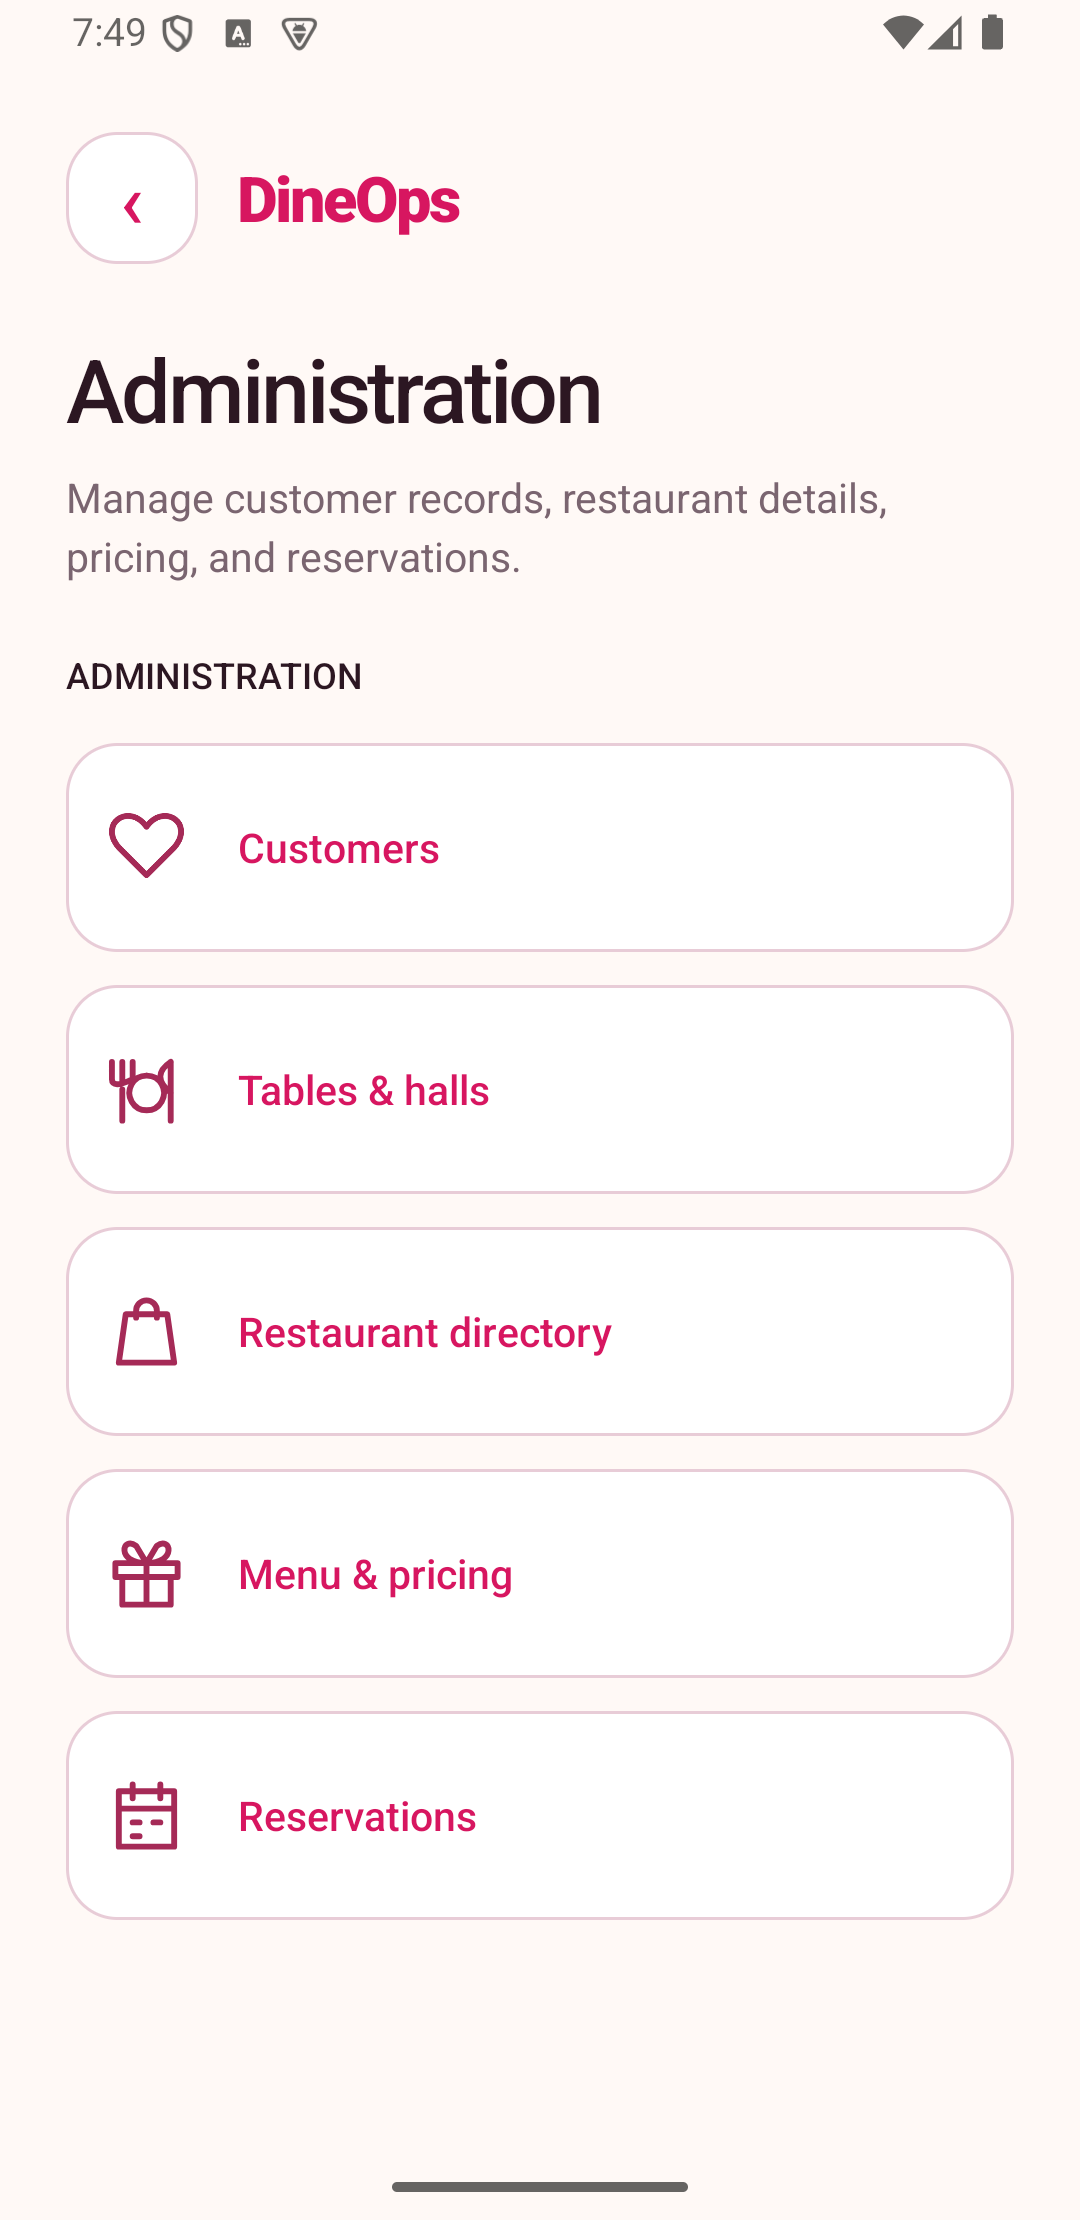 7:49
DineOps
Administration
Manage customer records, restaurant details,
pricing, and reservations.
ADMINISTRATION
Customers
Tables & halls
Restaurant directory
Menu & pricing
Reservations